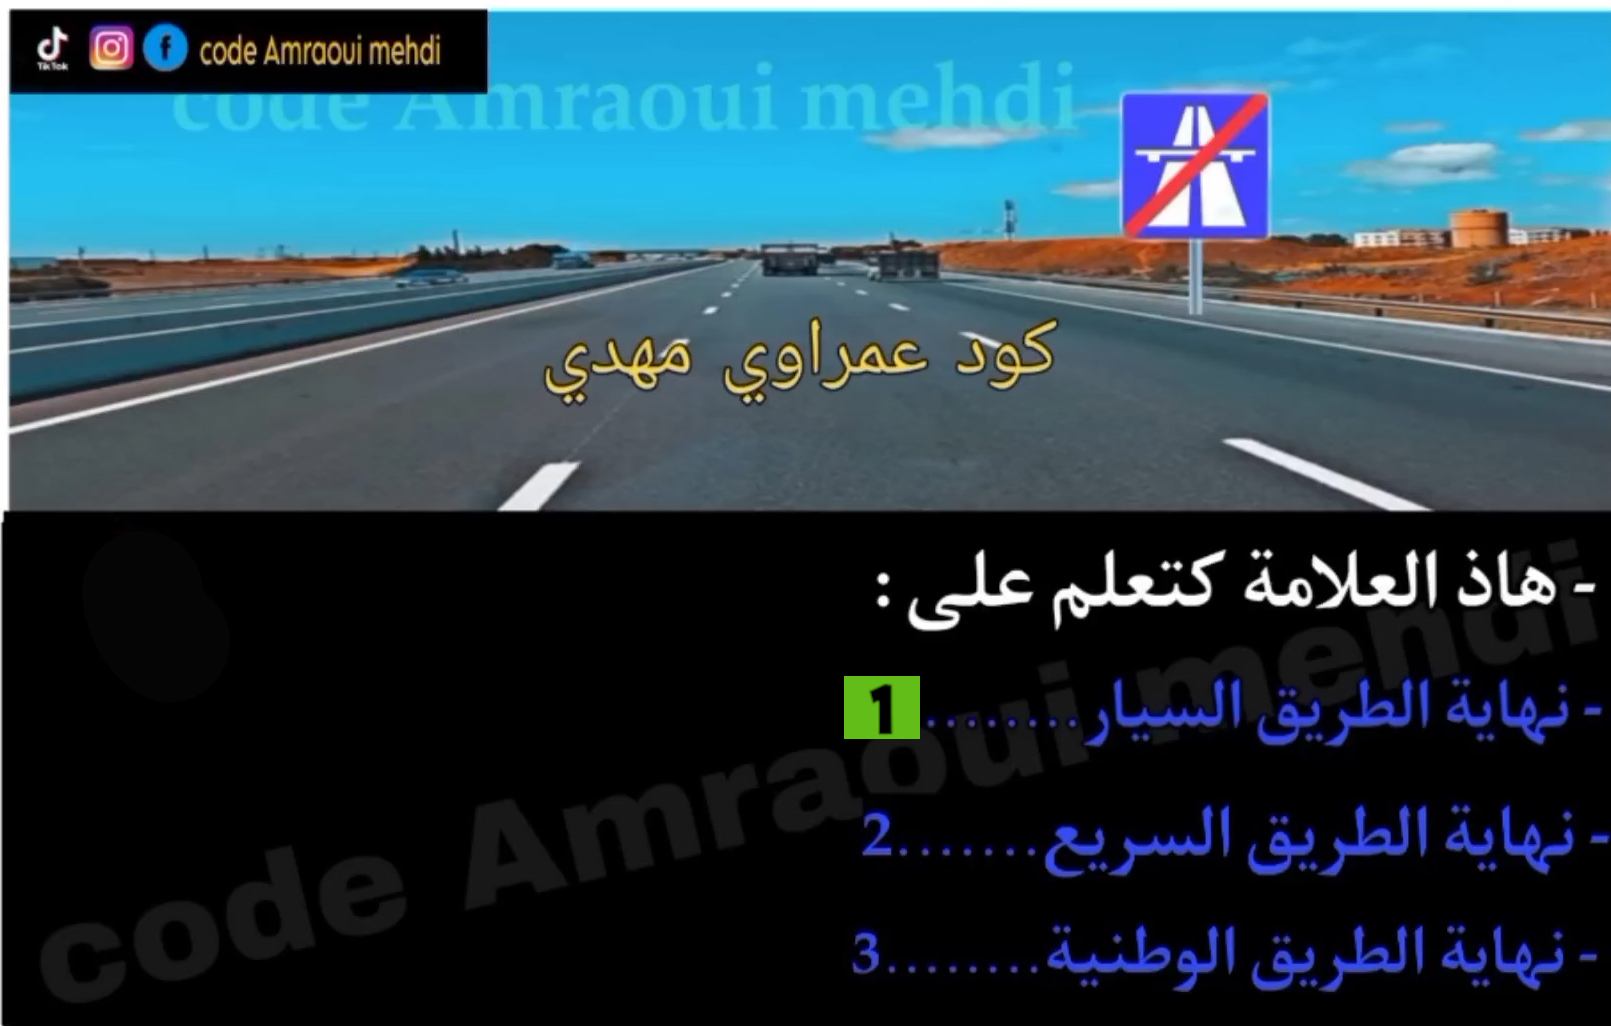 TikTok code Amraoui mehdi
code Amraoui mehdi
كود عمراوي مهدي
- هاذ العلامة كتعلم على :
- نهاية الطريق السيار........1
- نهاية الطريق السريع.......2
- نهاية الطريق الوطنية........3
code Amraoui mehdi